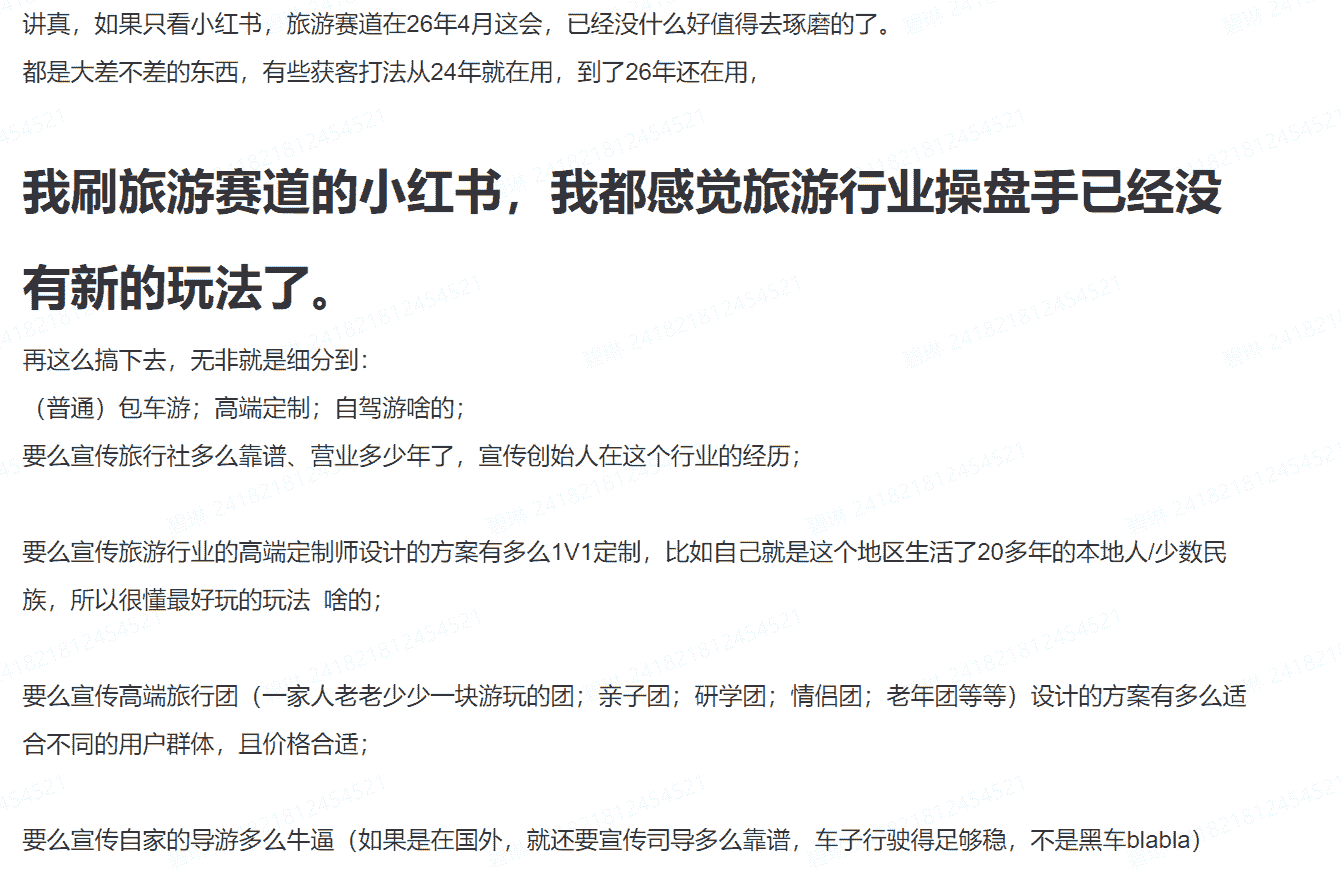 讲真，如果只看小红书，旅游赛道在26年4月这会，已经没什么好值得去琢磨的了。
都是大差不差的东西，有些获客打法从24年就在用，到了26年还在用，
我刷旅游赛道的小红书，我都感觉旅游行业操盘手已经没
有新的玩法了。
再这么搞下去，无非就是细分到：
（普通）包车游；高端定制；自驾游啥的；
要么宣传旅行社多么靠谱、营业多少年了，宣传创始人在这个行业的经历；
要么宣传旅游行业的高端定制师设计的方案有多么1V1定制，比如自己就是这个地区生活了20多年的本地人/少数民
族，所以很懂最好玩的玩法 啥的；
要么宣传高端旅行团（一家人老老少少一块游玩的团；亲子团；研学团；情侣团；老年团等等）设计的方案有多么适
合不同的用户群体，且价格合适；
要么宣传自家的导游多么牛逼（如果是在国外，就还要宣传司导多么靠谱，车子行驶得足够稳，不是黑车blabla）
碧琳 241821812454521